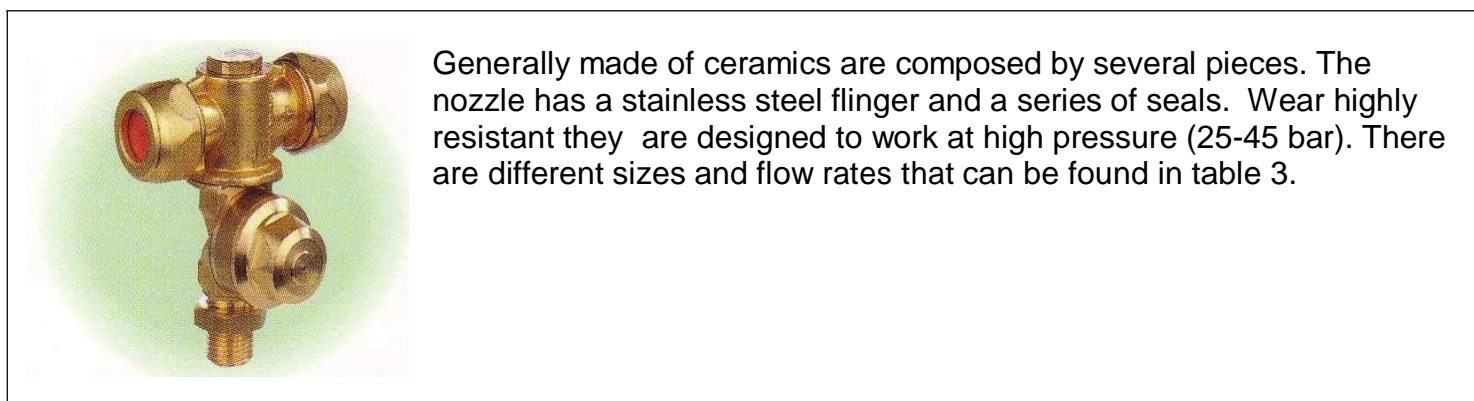 Generally made of ceramics are composed by several pieces. The
nozzle has a stainless steel flinger and a series of seals.  Wear highly
resistant they  are designed to work at high pressure (25-45 bar). There
are different sizes and flow rates that can be found in table 3.